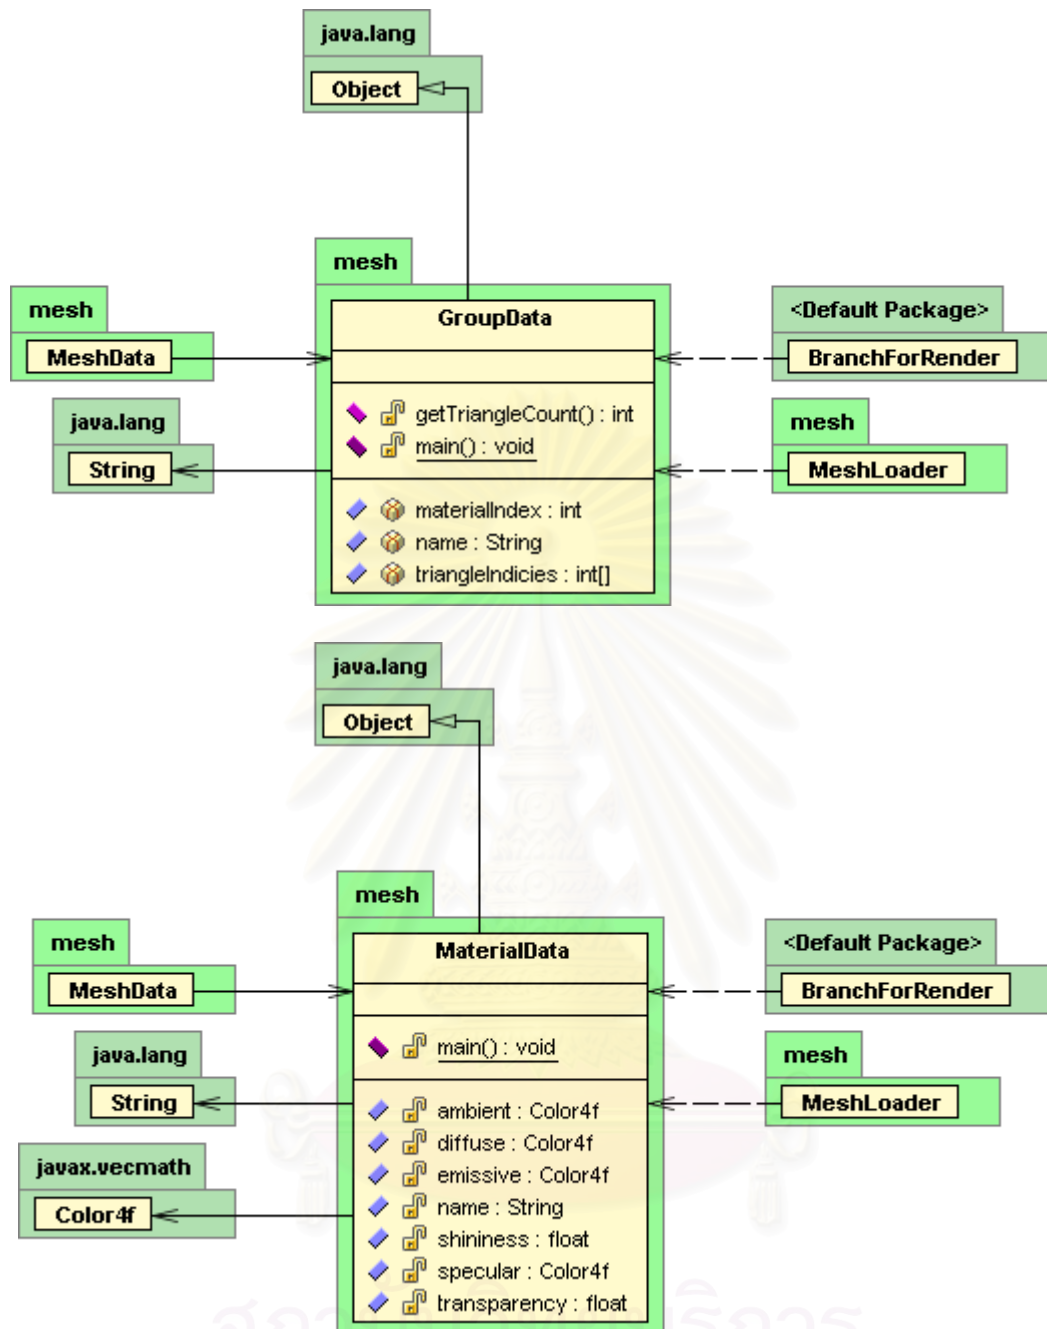 java.lang
Object
mesh
GroupData
mesh
MeshData
<Default Package>
BranchForRender
getTriangleCount() : int
main() : void
java.lang
String
mesh
MeshLoader
materialIndex : int
name : String
triangleIndicies : int[]
java.lang
Object
mesh
MaterialData
mesh
MeshData
<Default Package>
BranchForRender
main() : void
java.lang
String
mesh
MeshLoader
ambient : Color4f
diffuse : Color4f
emissive : Color4f
name : String
shininess : float
specular : Color4f
transparency : float
javax.vecmath
Color4f